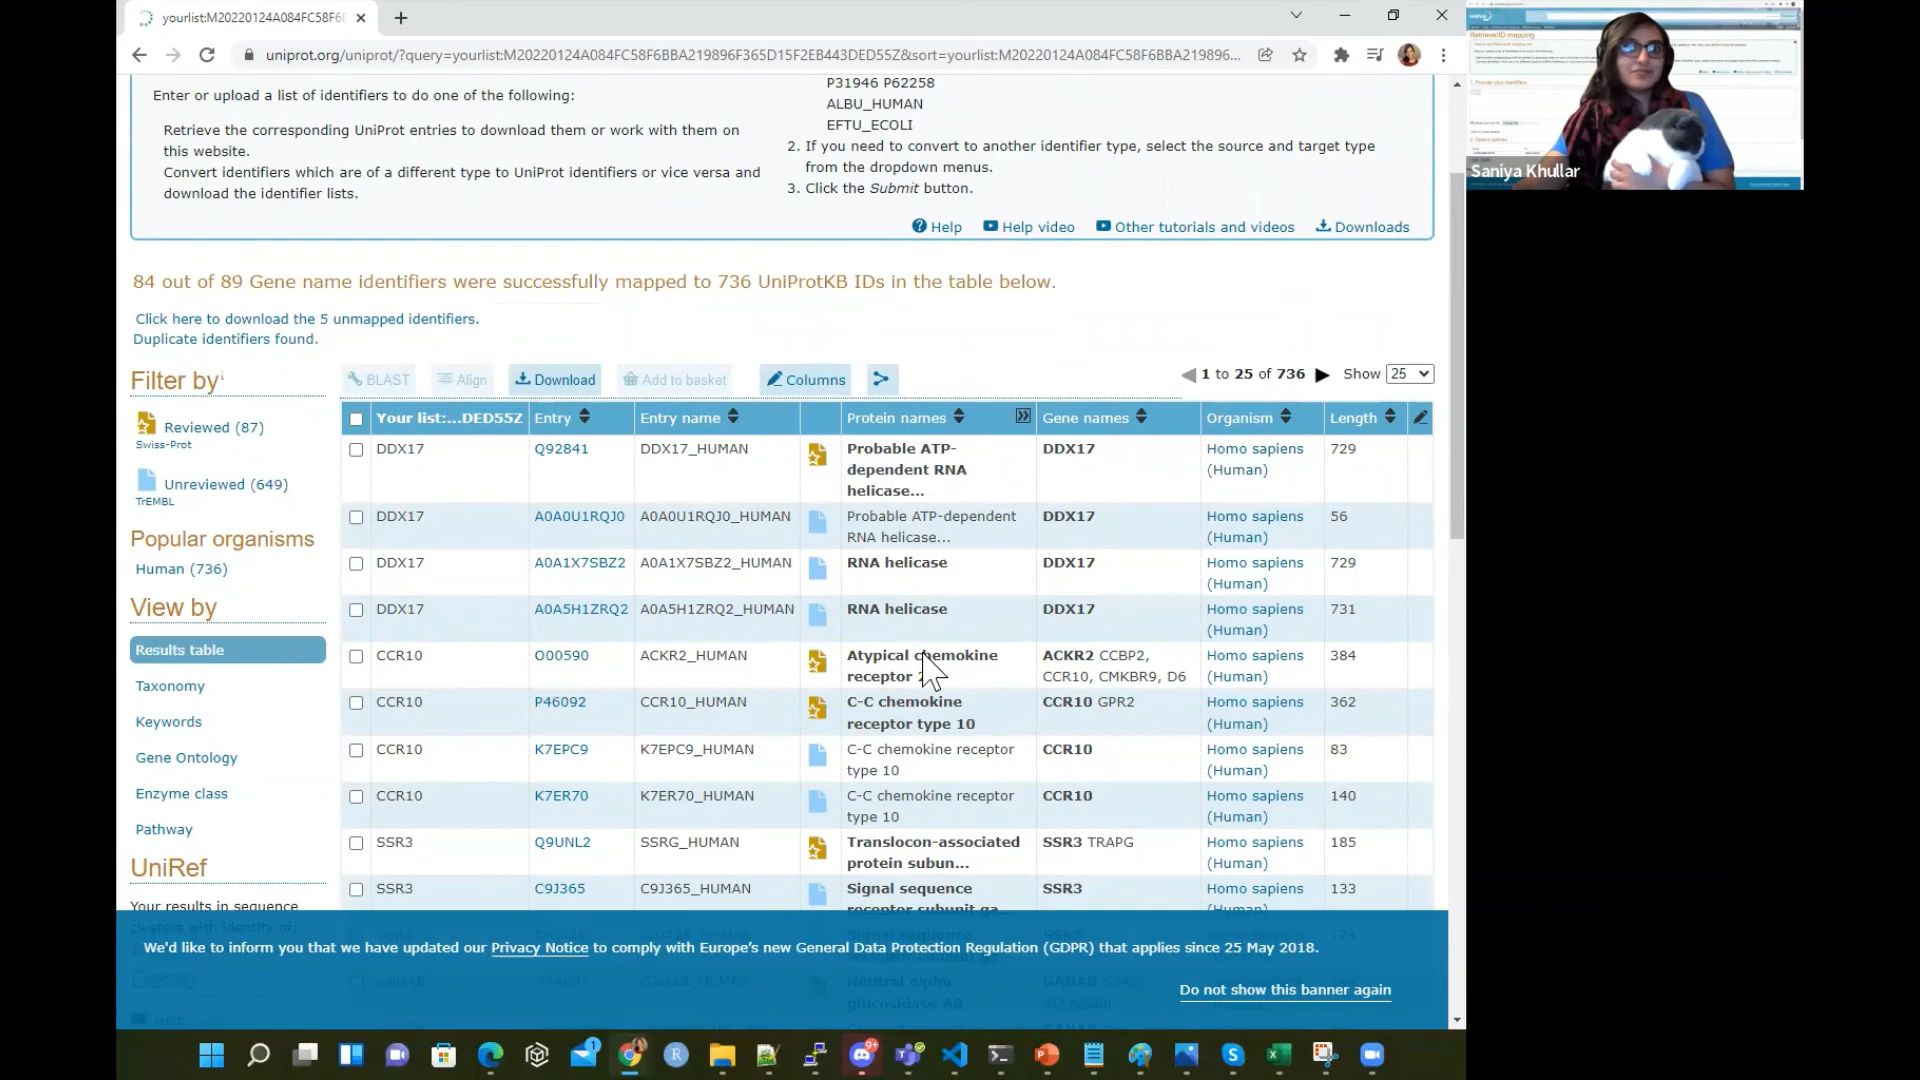 yourlist:M20220124A084FC58F6E
uniprot.org/uniprot/?query=yourlist:M20220124A084FC58F6BBA219896F365D15F2EB443DED55Z&sort=yourlist:M20220124A084FC58F6BBA219896...
Enter or upload a list of identifiers to do one of the following:
Retrieve the corresponding UniProt entries to download them or work with them on
this website.
Convert identifiers which are of a different type to UniProt identifiers or vice versa and
download the identifier lists.
P31946 P62258
ALBU_HUMAN
EFTU_ECOLI
2. If you need to convert to another identifier type, select the source and target type
from the dropdown menus.
3. Click the Submit button.
Help Help video Other tutorials and videos Downloads
Retrieve/ID mapping
Saniya Khullar
84 out of 89 Gene name identifiers were successfully mapped to 736 UniProtKB IDs in the table below.
Click here to download the 5 unmapped identifiers.
Duplicate identifiers found.
Filter by i
Reviewed (87)
Swiss-Prot
Unreviewed (649)
TrEMBL
Popular organisms
Human (736)
View by
Results table
Taxonomy
Keywords
Gene Ontology
Enzyme class
Pathway
UniRef
Your results in sequence
clusters with identity of:
BLAST Align Download Add to basket Columns 1 to 25 of 736 Show 25
Your list:...DED55Z Entry Entry name Protein names Gene names Organism Length
DDX17 Q92841 DDX17_HUMAN Probable ATP-dependent RNA helicase... DDX17 Homo sapiens (Human) 729
DDX17 A0A0U1RQJ0 A0A0U1RQJ0_HUMAN Probable ATP-dependent RNA helicase... DDX17 Homo sapiens (Human) 56
DDX17 A0A1X7SBZ2 A0A1X7SBZ2_HUMAN RNA helicase DDX17 Homo sapiens (Human) 729
DDX17 A0A5H1ZRQ2 A0A5H1ZRQ2_HUMAN RNA helicase DDX17 Homo sapiens (Human) 731
CCR10 O00590 ACKR2_HUMAN Atypical chemokine receptor ACKR2 CCBP2, CCR10, CMKBR9, D6 Homo sapiens (Human) 384
CCR10 P46092 CCR10_HUMAN C-C chemokine receptor type 10 CCR10 GPR2 Homo sapiens (Human) 362
CCR10 K7EPC9 K7EPC9_HUMAN C-C chemokine receptor type 10 CCR10 Homo sapiens (Human) 83
CCR10 K7ER70 K7ER70_HUMAN C-C chemokine receptor type 10 CCR10 Homo sapiens (Human) 140
SSR3 Q9UNL2 SSRG_HUMAN Translocon-associated protein subun... SSR3 TRAPG Homo sapiens (Human) 185
SSR3 C9J365 C9J365_HUMAN Signal sequence receptor subunit ga... SSR3 Homo sapiens (Human) 133
Neutral alpha-glucosidase AB
We'd like to inform you that we have updated our Privacy Notice to comply with Europe's new General Data Protection Regulation (GDPR) that applies since 25 May 2018.
Do not show this banner again